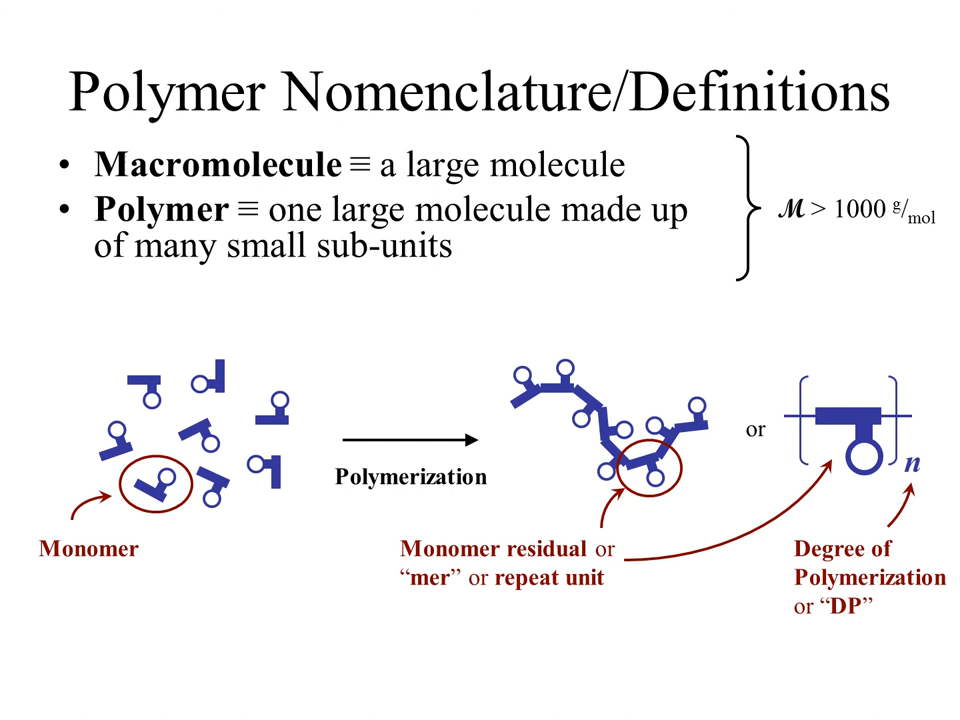 Polymer Nomenclature/Definitions
• Macromolecule ≡ a large molecule
• Polymer ≡ one large molecule made up
of many small sub-units
ℳ > 1000 g/mol
or
n
Polymerization
Monomer
Monomer residual or
“mer” or repeat unit
Degree of
Polymerization
or “DP”